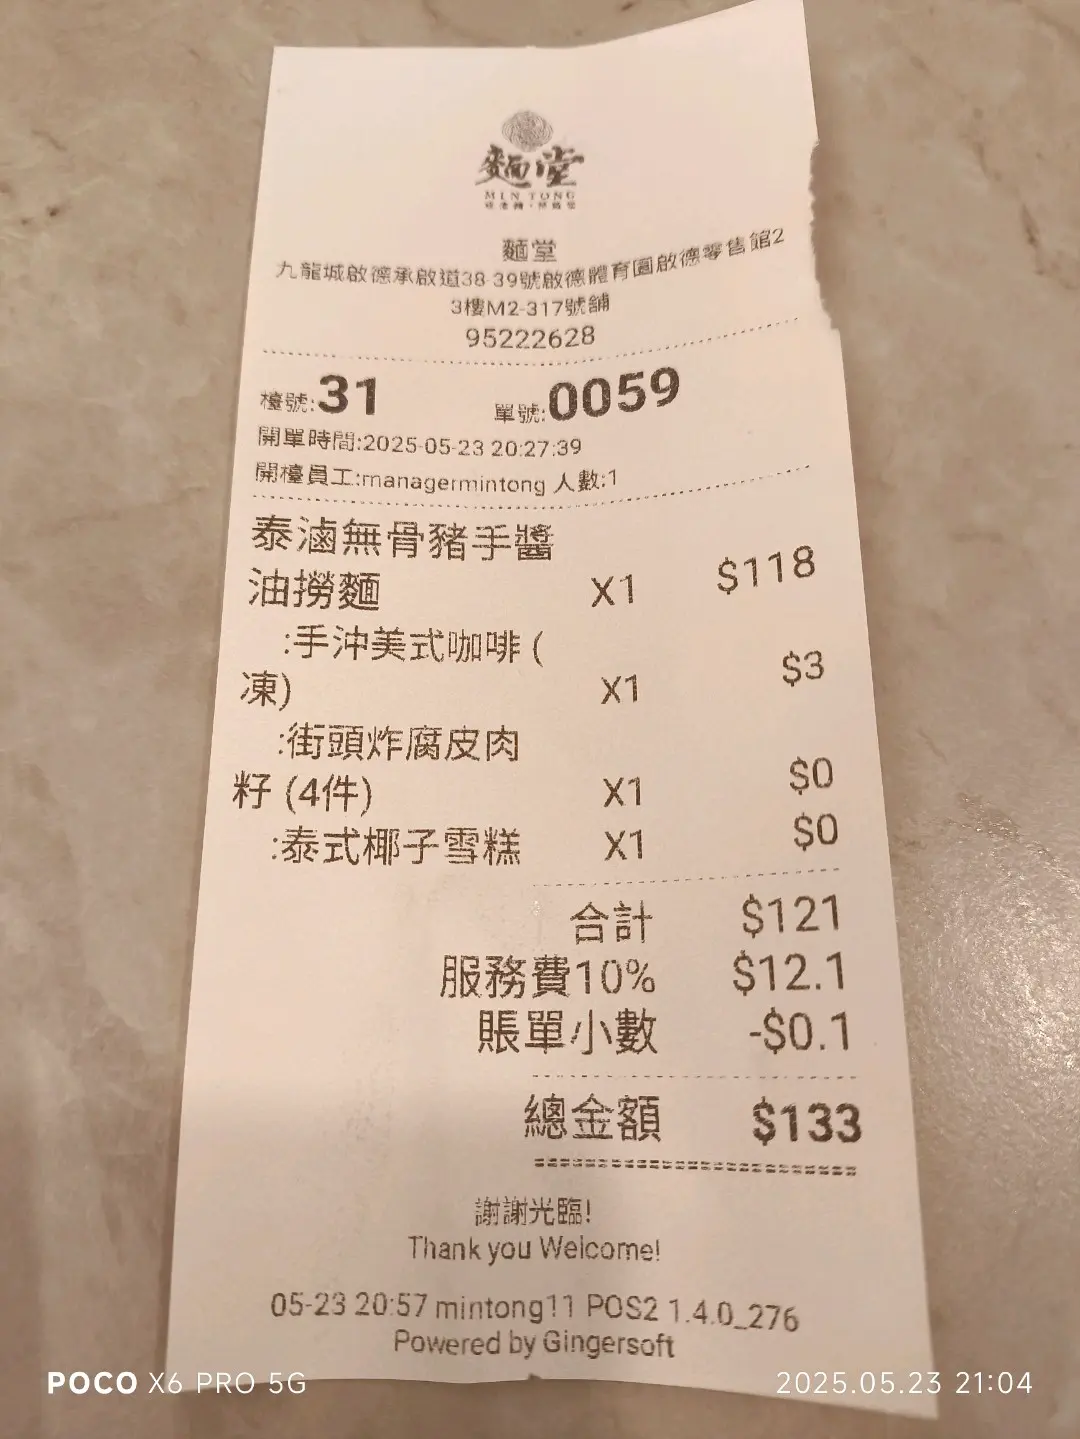 麵堂
MIN TONG
麵堂
九龍城啟德承啟道38-39號啟德體育園啟德零售館2
3樓M2-317號舖
95222628
檯號:31 單號:0059
開單時間:2025-05-23 20:27:39
開檯員工:managermintong 人數:1
泰滷無骨豬手醬
油撈麵 X1 $118
:手沖美式咖啡 (
凍) X1 $3
:街頭炸腐皮肉
籽 (4件) X1 $0
:泰式椰子雪糕 X1 $0
合計 $121
服務費10% $12.1
賬單小數 -$0.1
總金額 $133
謝謝光臨!
Thank you Welcome!
05-23 20:57 mintong11 POS2 1.4.0_276
Powered by Gingersoft
POCO X6 PRO 5G 2025.05.23 21:04